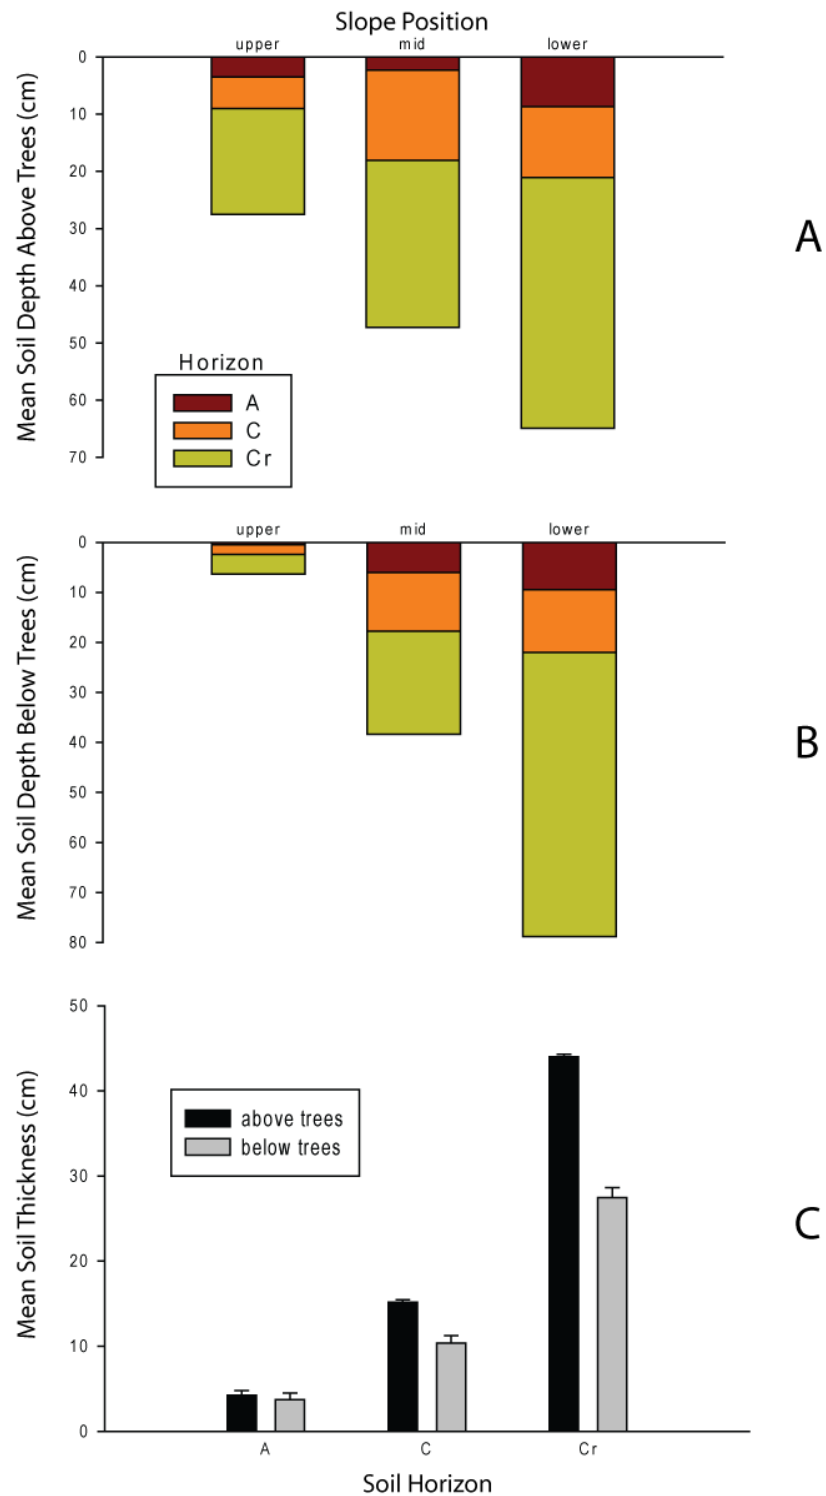 Slope Position
upper mid lower
0
10
20
30
40
50
60
70
Mean Soil Depth Above Trees (cm)
A
Horizon
A
C
Cr
upper mid lower
0
10
20
30
40
50
60
70
80
Mean Soil Depth Below Trees (cm)
B
50
40
30
20
10
0
Mean Soil Thickness (cm)
above trees
below trees
C
A C Cr
Soil Horizon